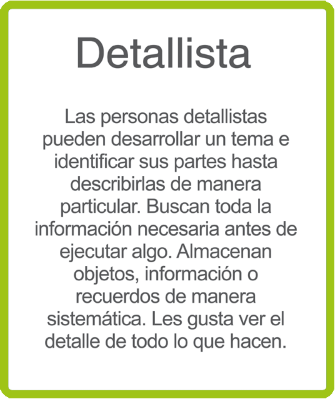 Detallista
Las personas detallistas
pueden desarrollar un tema e
identificar sus partes hasta
describirlas de manera
particular. Buscan toda la
información necesaria antes de
ejecutar algo. Almacenan
objetos, información o
recuerdos de manera
sistemática. Les gusta ver el
detalle de todo lo que hacen.